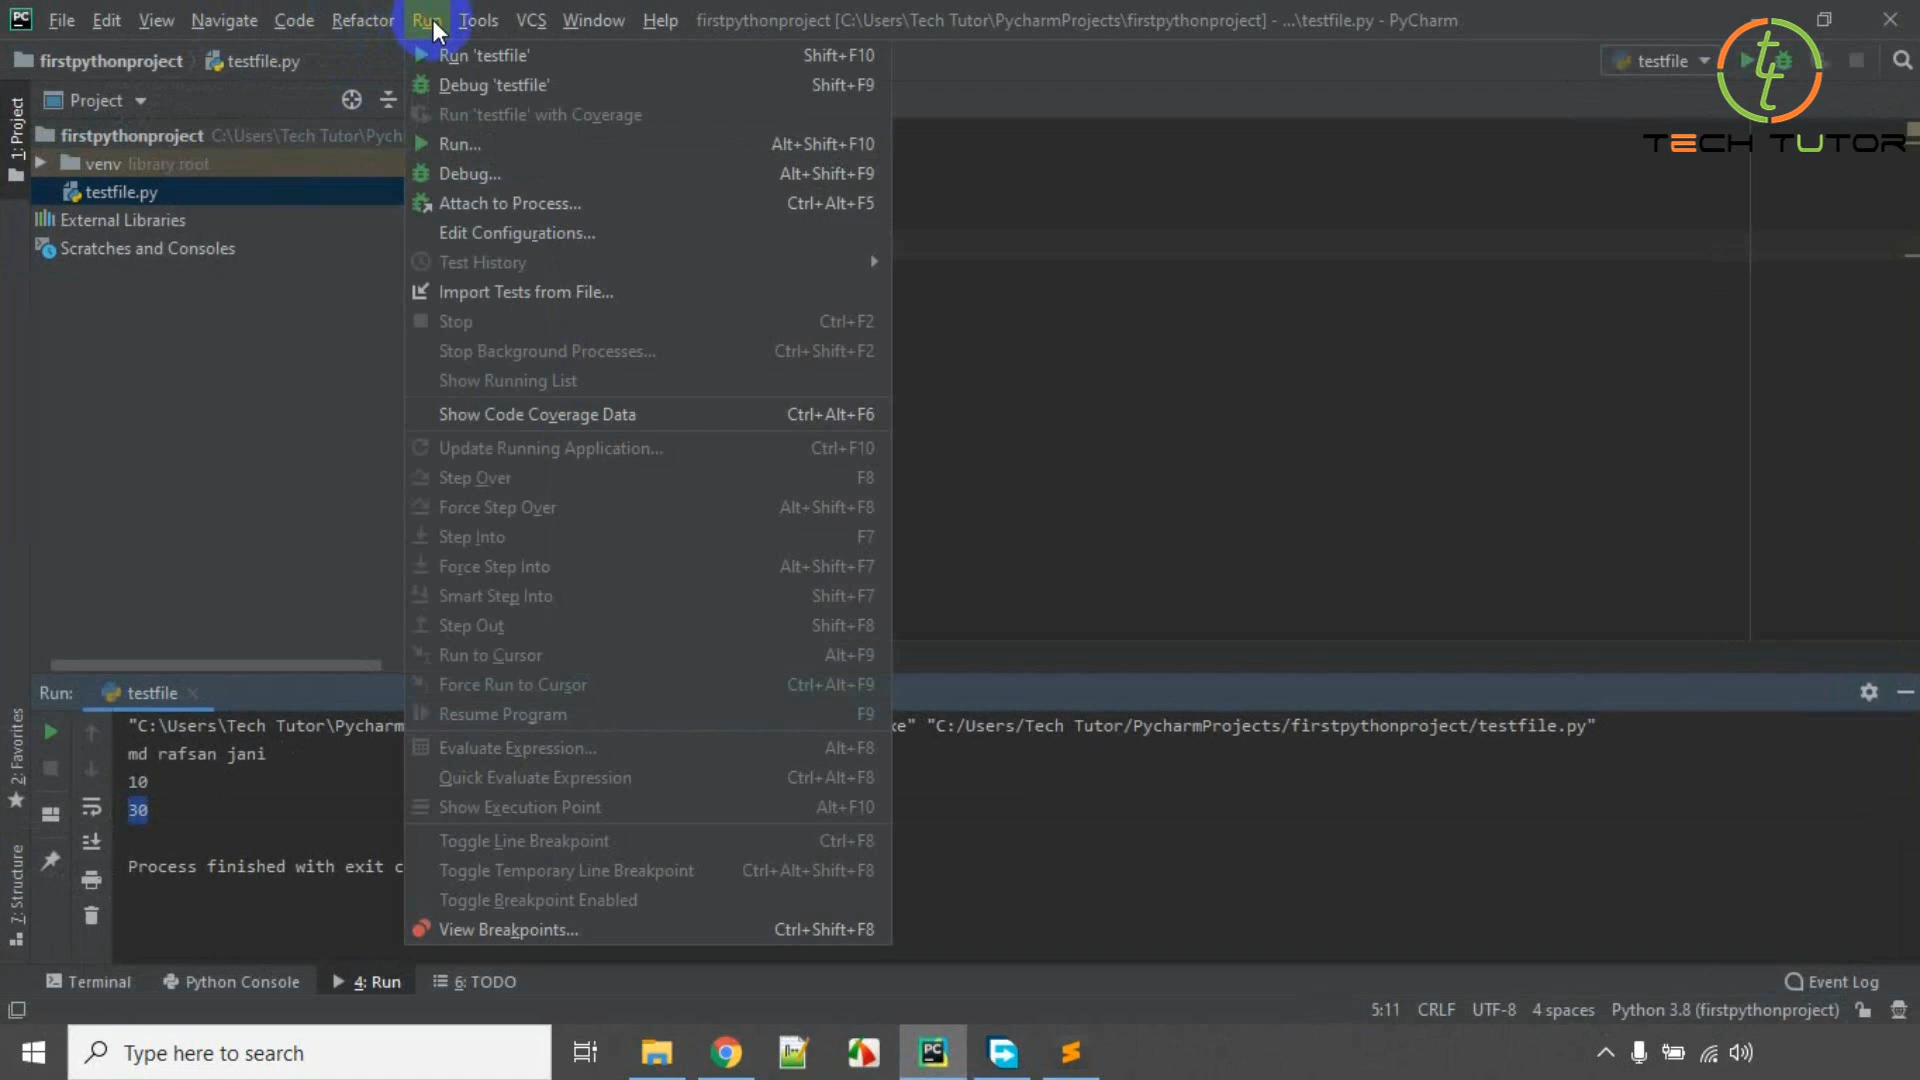 File Edit View Navigate Code Refactor Run Tools VCS Window Help firstpythonproject [C:\Users\Tech Tutor\PycharmProjects\firstpythonproject] - ...\testfile.py - PyCharm
firstpythonproject testfile.py
testfile
TECH TUTOR
1: Project
Project
firstpythonproject C:\Users\Tech Tutor\Pych
venv library root
testfile.py
External Libraries
Scratches and Consoles
Run 'testfile' Shift+F10
Debug 'testfile' Shift+F9
Run 'testfile' with Coverage
Run... Alt+Shift+F10
Debug... Alt+Shift+F9
Attach to Process... Ctrl+Alt+F5
Edit Configurations...
Test History
Import Tests from File...
Stop Ctrl+F2
Stop Background Processes... Ctrl+Shift+F2
Show Running List
Show Code Coverage Data Ctrl+Alt+F6
Update Running Application... Ctrl+F10
Step Over F8
Force Step Over Alt+Shift+F8
Step Into F7
Force Step Into Alt+Shift+F7
Smart Step Into Shift+F7
Step Out Shift+F8
Run to Cursor Alt+F9
Force Run to Cursor Ctrl+Alt+F9
Resume Program F9
Evaluate Expression... Alt+F8
Quick Evaluate Expression Ctrl+Alt+F8
Show Execution Point Alt+F10
Toggle Line Breakpoint Ctrl+F8
Toggle Temporary Line Breakpoint Ctrl+Alt+Shift+F8
Toggle Breakpoint Enabled
View Breakpoints... Ctrl+Shift+F8
Run: testfile
"C:\Users\Tech Tutor\Pycharm e" "C:/Users/Tech Tutor/PycharmProjects/firstpythonproject/testfile.py"
md rafsan jani
10
30
Process finished with exit c
2: Favorites
7: Structure
Terminal Python Console 4: Run 6: TODO Event Log
5:11 CRLF UTF-8 4 spaces Python 3.8 (firstpythonproject)
Type here to search